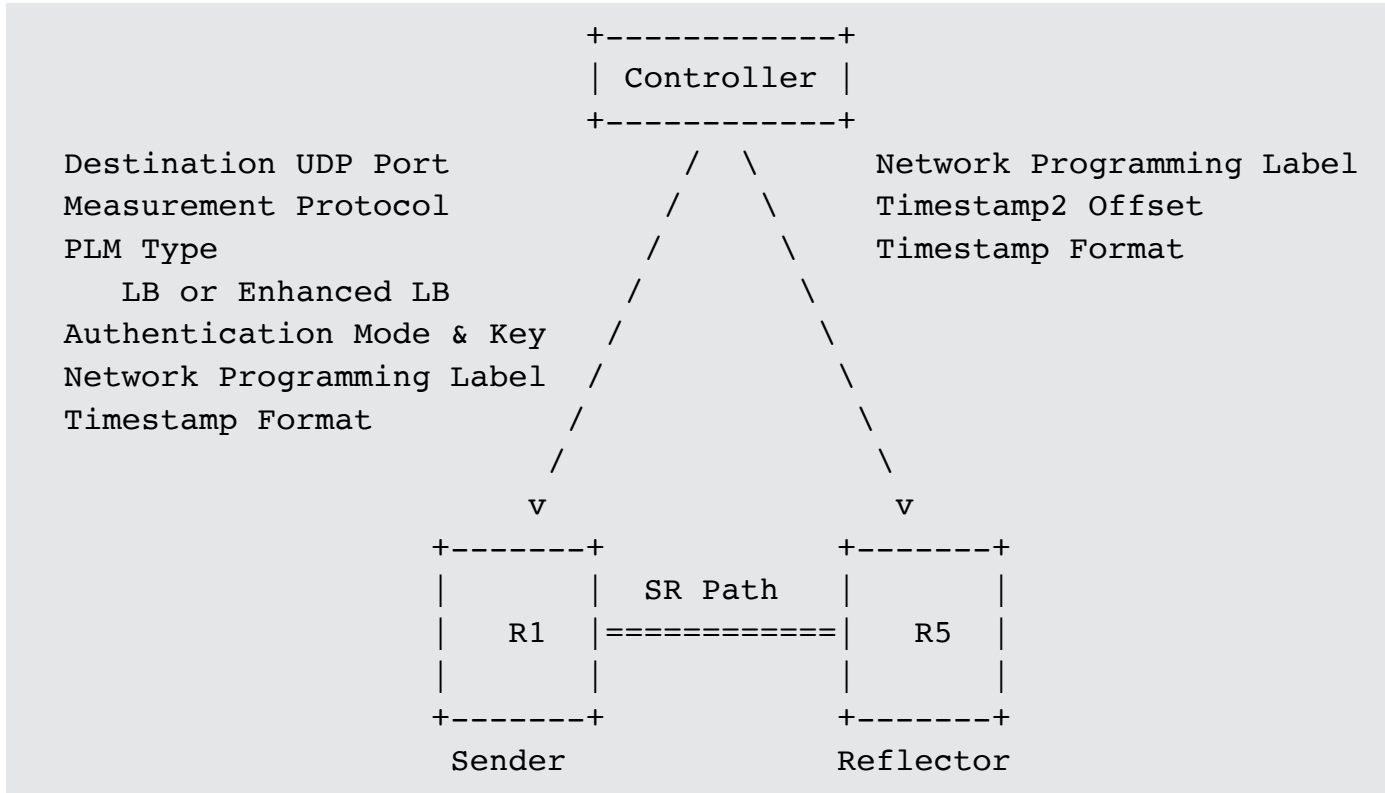 +------------+
| Controller |
+------------+
Destination UDP Port / \ Network Programming Label
Measurement Protocol / \ Timestamp2 Offset
PLM Type / \ Timestamp Format
LB or Enhanced LB / \
Authentication Mode & Key / \
Network Programming Label / \
Timestamp Format / \
/ \
v v
+-------+ +-------+
| | SR Path | |
| R1 |============| R5 |
| | | |
+-------+ +-------+
Sender Reflector